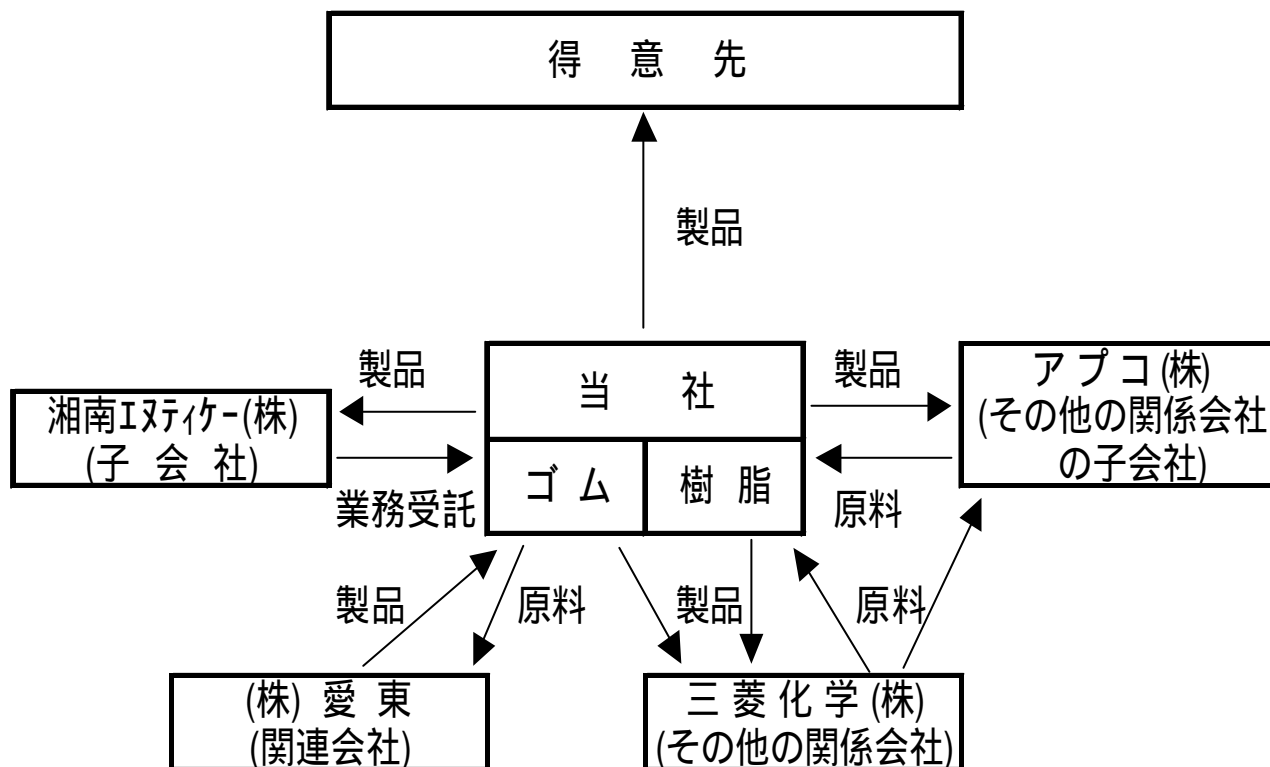 得 意 先
製品
製品
当 社
製品
アプコ(株)
(その他の関係会社
の子会社)
湘南ｴﾇﾃｨｹｰ(株)
(子 会 社)
ゴム
樹 脂
業務受託
原料
製品
原料
製品
原料
(株) 愛 東
(関連会社)
三 菱 化 学 (株)
(その他の関係会社)